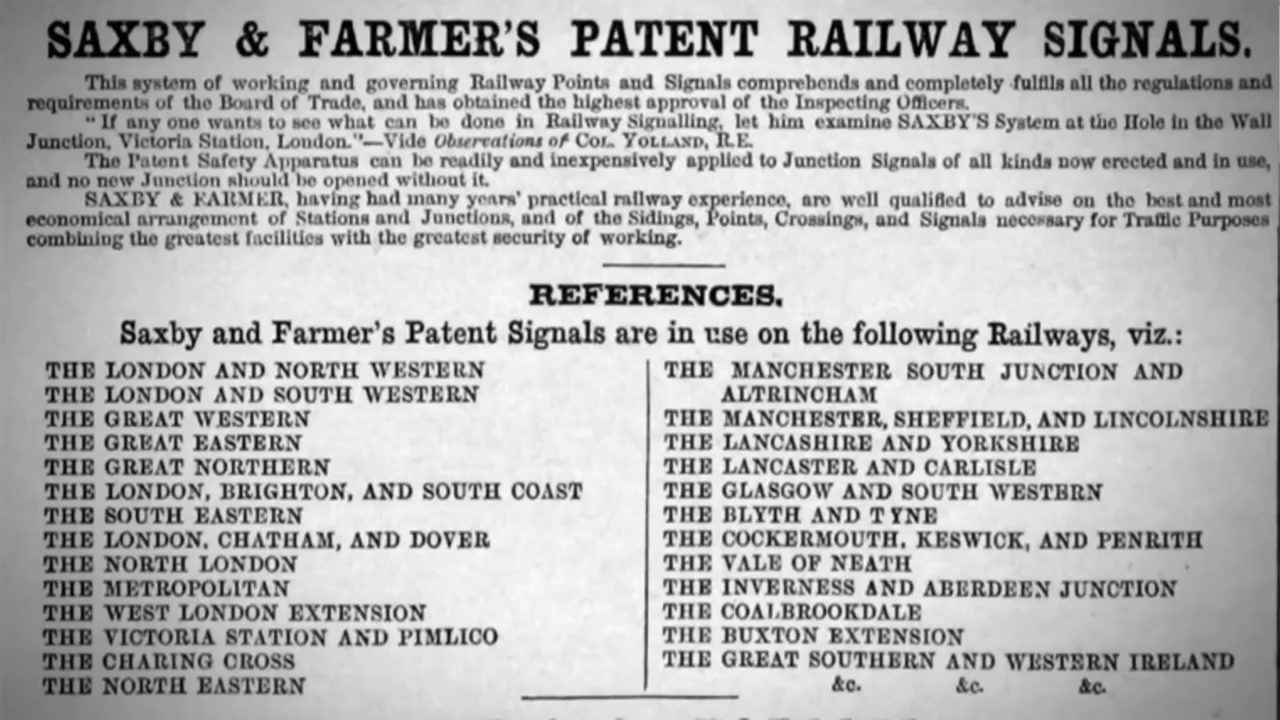 SAXBY & FARMER'S PATENT RAILWAY SIGNALS.
This system of working and governing Railway Points and Signals comprehends and completely fulfils all the regulations and
requirements of the Board of Trade, and has obtained the highest approval of the Inspecting Officers.
"If any one wants to see what can be done in Railway Signalling, let him examine SAXBY'S System at the Hole in the Wall
Junction, Victoria Station, London."—Vide Observations of COL. YOLLAND, R.E.
The Patent Safety Apparatus can be readily and inexpensively applied to Junction Signals of all kinds now erected and in use,
and no new Junction should be opened without it.
SAXBY & FARMER, having had many years' practical railway experience, are well qualified to advise on the best and most
economical arrangement of Stations and Junctions, and of the Sidings, Points, Crossings, and Signals necessary for Traffic Purposes
combining the greatest facilities with the greatest security of working.
REFERENCES.
Saxby and Farmer's Patent Signals are in use on the following Railways, viz.:
THE LONDON AND NORTH WESTERN
THE LONDON AND SOUTH WESTERN
THE GREAT WESTERN
THE GREAT EASTERN
THE GREAT NORTHERN
THE LONDON, BRIGHTON, AND SOUTH COAST
THE SOUTH EASTERN
THE LONDON, CHATHAM, AND DOVER
THE NORTH LONDON
THE METROPOLITAN
THE WEST LONDON EXTENSION
THE VICTORIA STATION AND PIMLICO
THE CHARING CROSS
THE NORTH EASTERN
THE MANCHESTER SOUTH JUNCTION AND
ALTRINCHAM
THE MANCHESTER, SHEFFIELD, AND LINCOLNSHIRE
THE LANCASHIRE AND YORKSHIRE
THE LANCASTER AND CARLISLE
THE GLASGOW AND SOUTH WESTERN
THE BLYTH AND TYNE
THE COCKERMOUTH, KESWICK, AND PENRITH
THE VALE OF NEATH
THE INVERNESS AND ABERDEEN JUNCTION
THE COALBROOKDALE
THE BUXTON EXTENSION
THE GREAT SOUTHERN AND WESTERN IRELAND
&c. &c. &c.